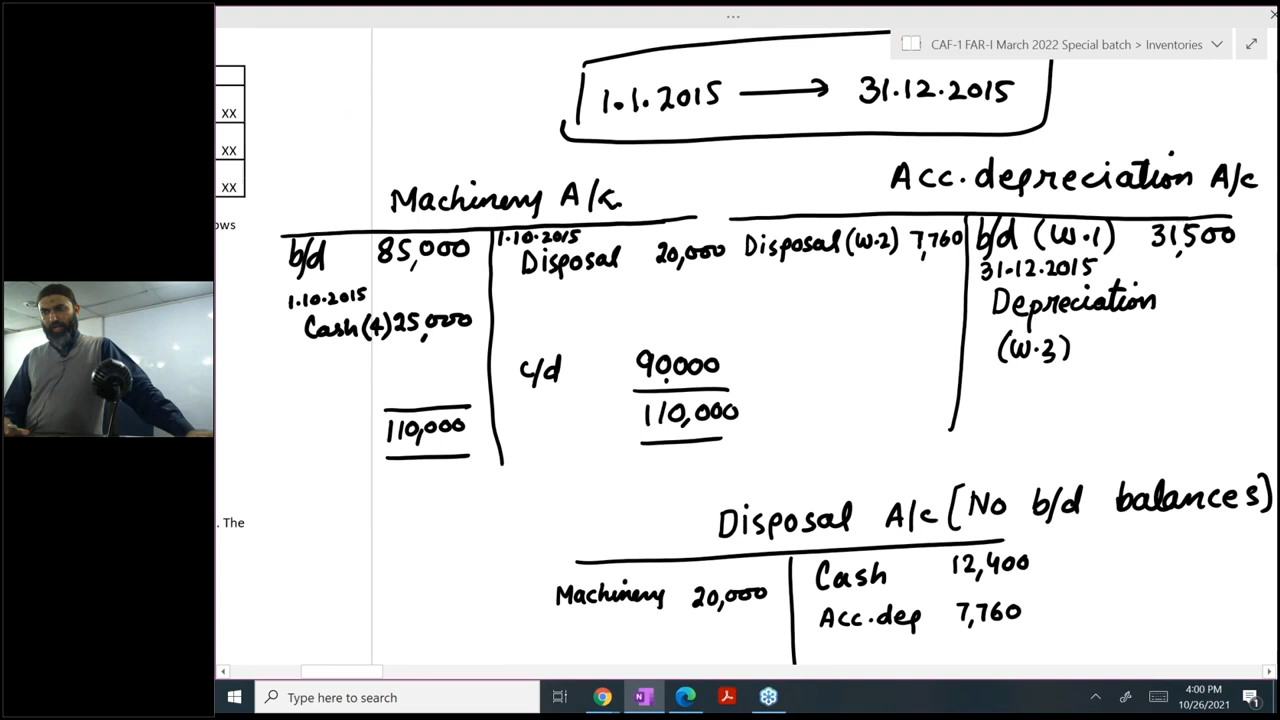 CAF-1 FAR-I March 2022 Special batch > Inventories
xx
xx
xx
ows
. The
1.1.2015 → 31.12.2015
Machinery A/c
b/d 85,000
1.10.2015
Cash(4) 25,000
110,000
1.10.2015
Disposal 20,000
c/d 90,000
110,000
Acc.depreciation A/c
Disposal (W.2) 7,760
b/d (W.1) 31,500
31-12.2015
Depreciation
(W.3)
Disposal A/c [No b/d balances]
Machinery 20,000
Cash 12,400
Acc.dep 7,760
Type here to search
4:00 PM
10/26/2021
1